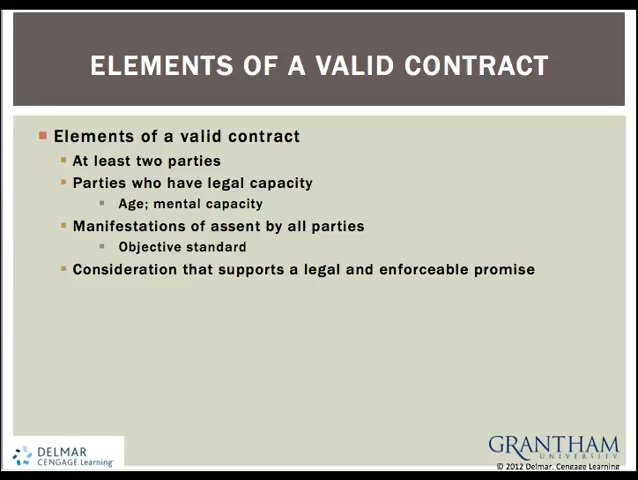 ELEMENTS OF A VALID CONTRACT
Elements of a valid contract
At least two parties
Parties who have legal capacity
Age; mental capacity
Manifestations of assent by all parties
Objective standard
Consideration that supports a legal and enforceable promise
DELMAR
CENGAGE Learning™
GRANTHAM
UNIVERSITY
© 2012 Delmar, Cengage Learning